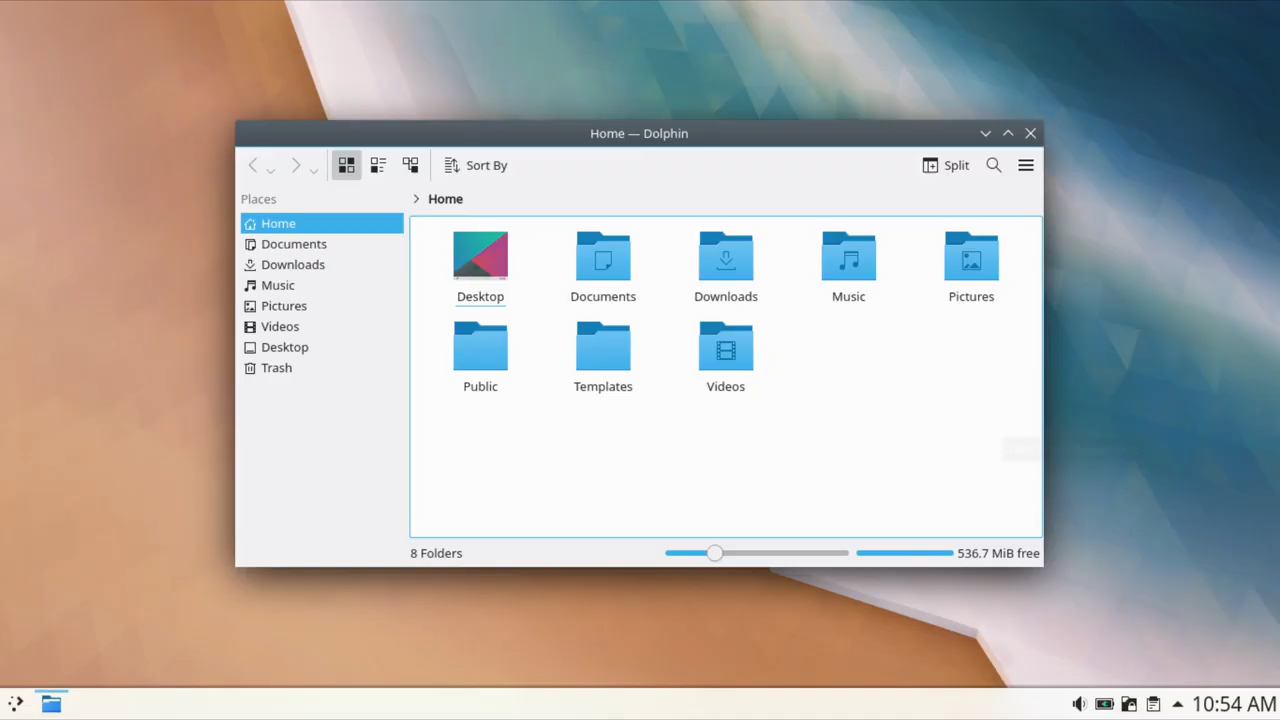 Home — Dolphin
Sort By
Split
Places
Home
Home
Documents
Downloads
Music
Pictures
Videos
Desktop
Trash
Desktop
Documents
Downloads
Music
Pictures
Public
Templates
Videos
8 Folders
536.7 MiB free
10:54 AM